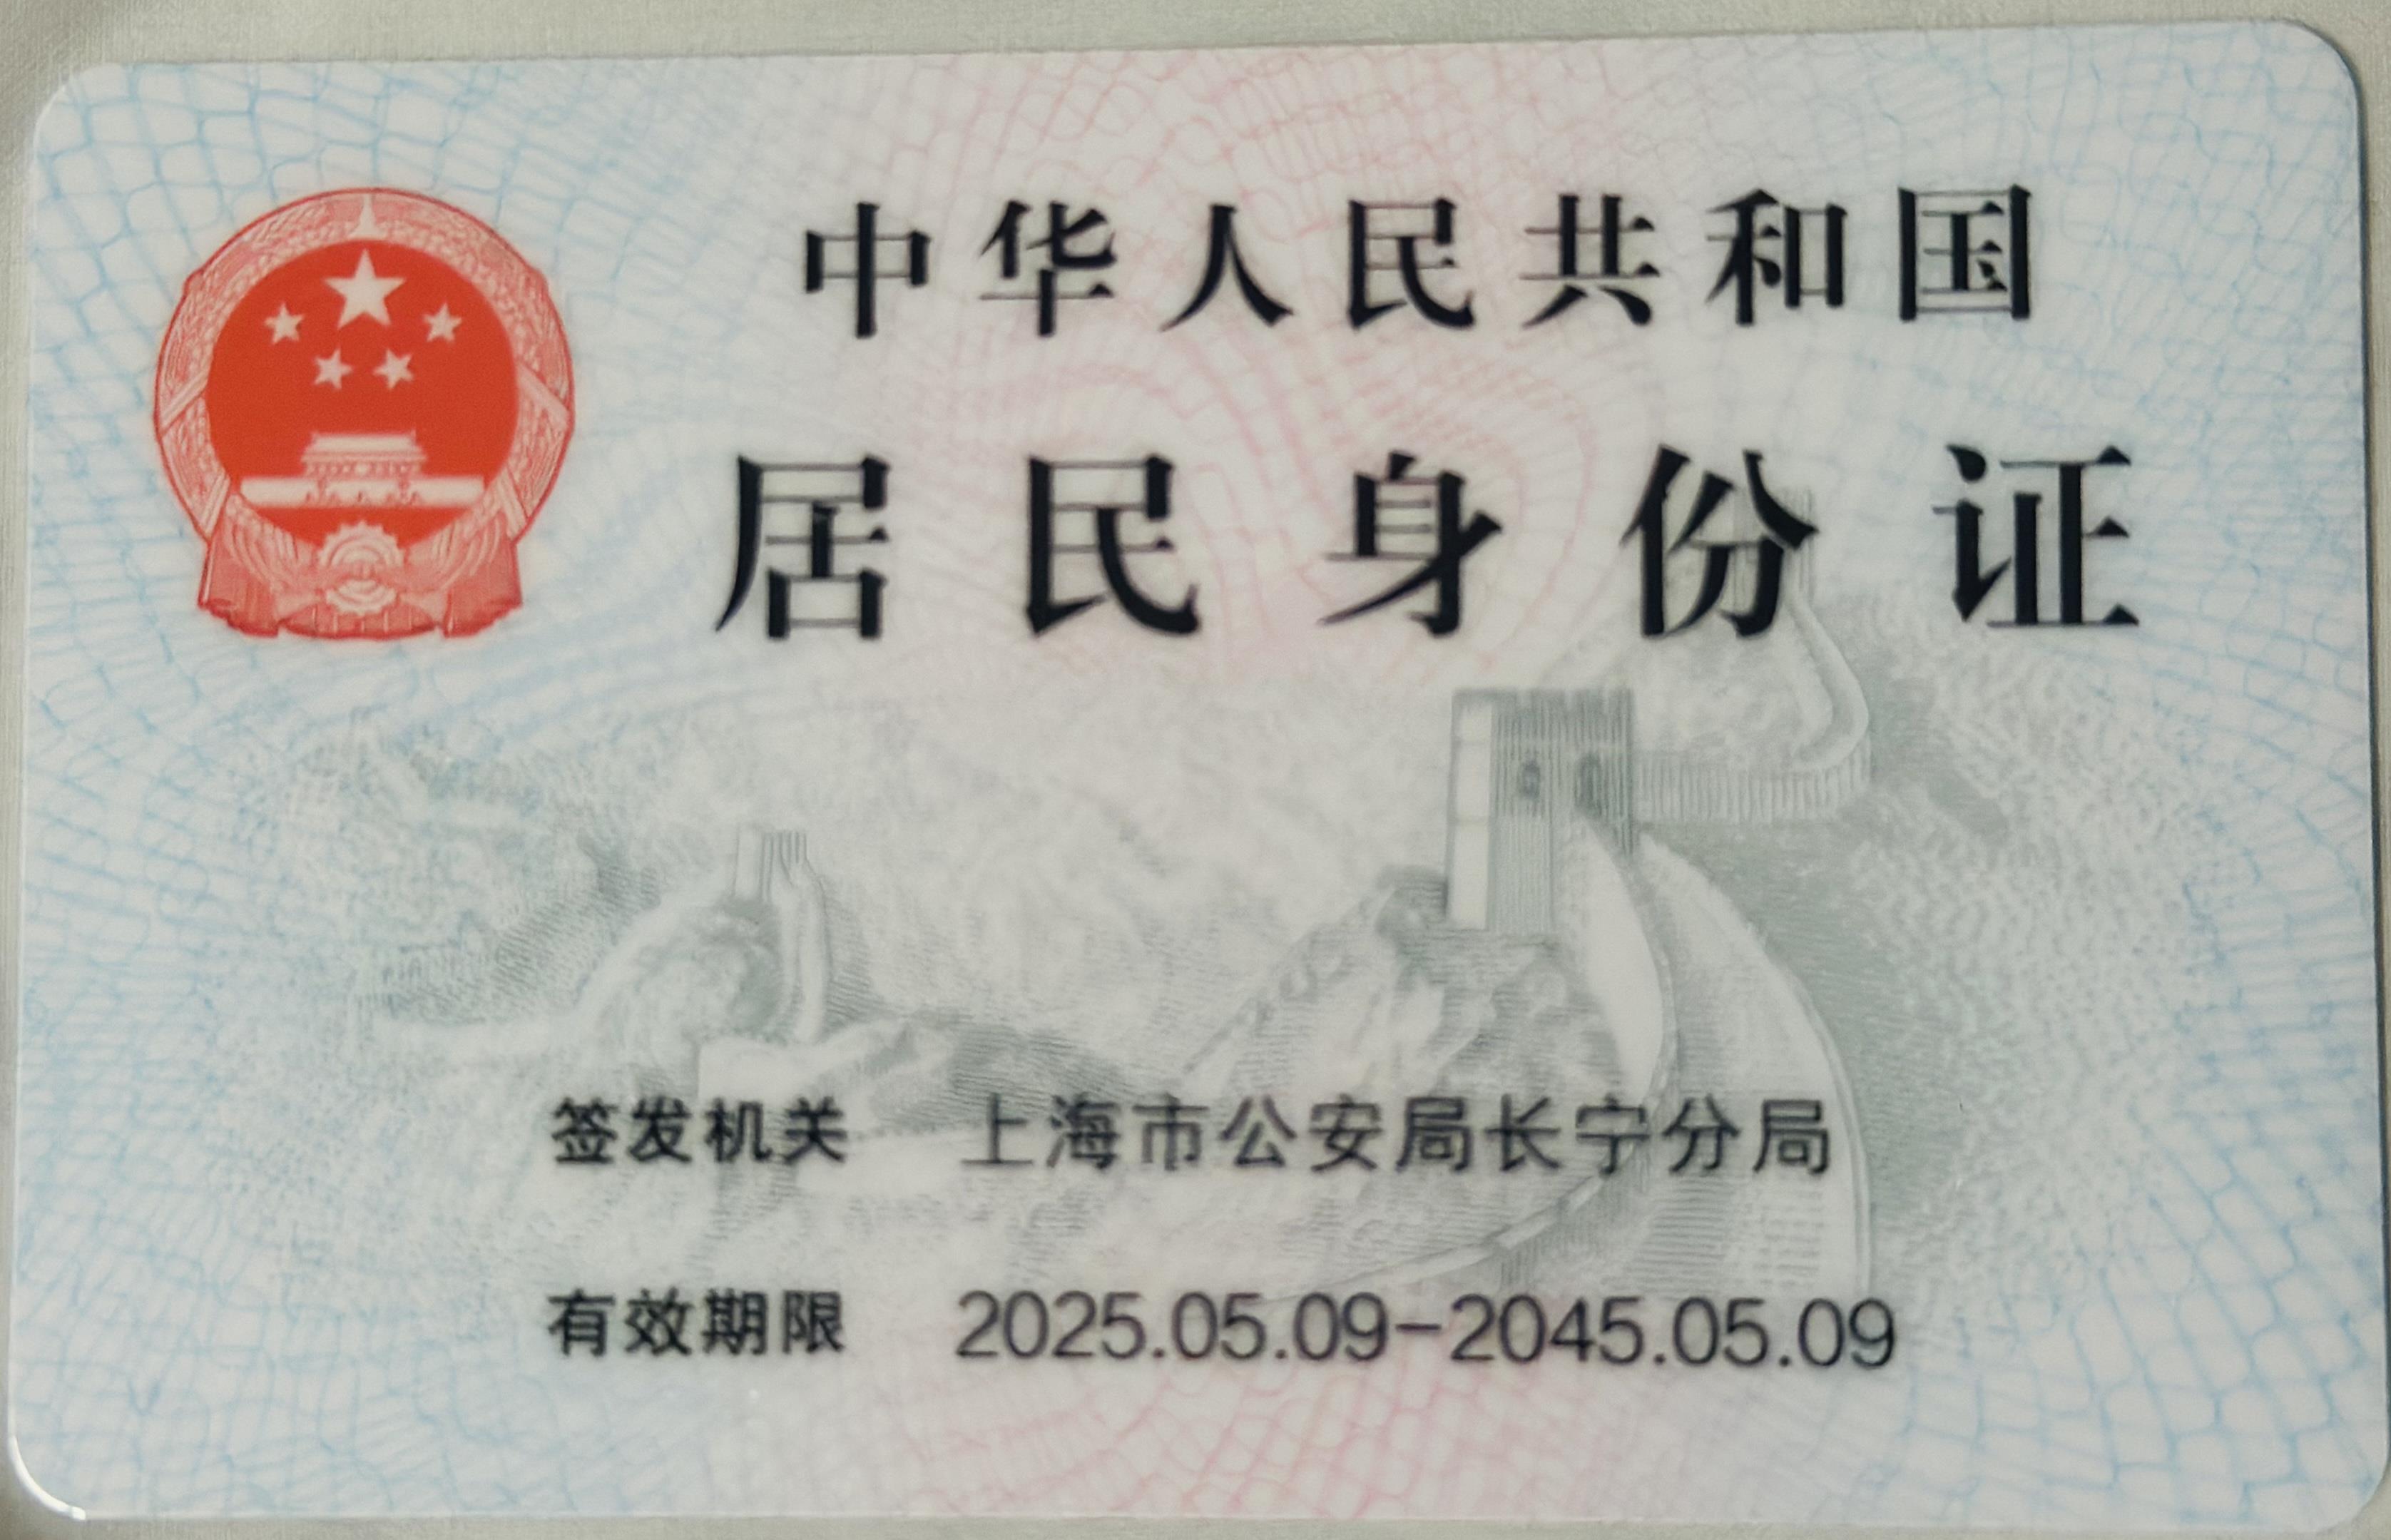 中华人民共和国
居民身份证
签发机关 上海市公安局长宁分局
有效期限 2025.05.09-2045.05.09